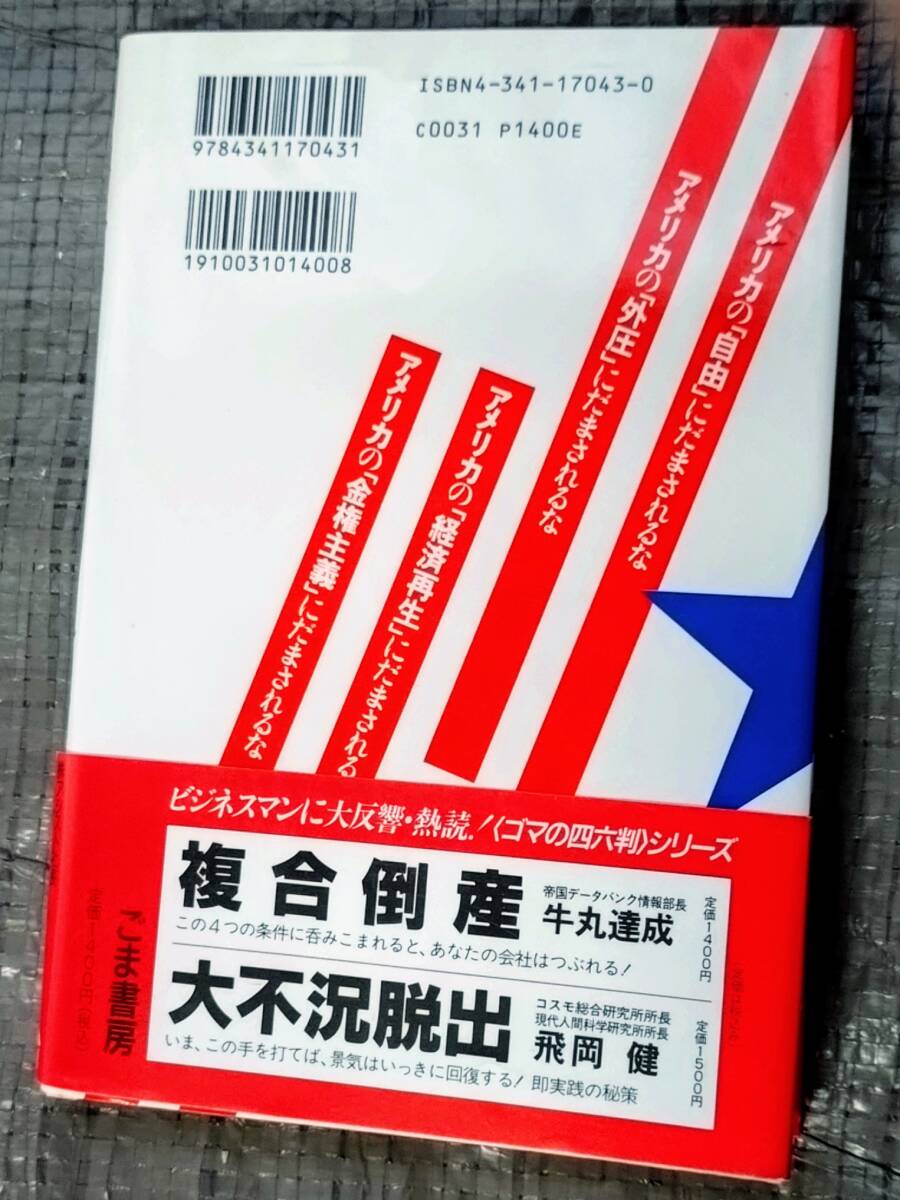 ISBN4-341-17043-0
C0031 P1400E
9784341170431
1910031014008
アメリカの「自由」にだまされるな
アメリカの「外圧」にだまされるな
アメリカの「経済再生」にだまされる
アメリカの「金権主義」にだまされるな
ビジネスマンに大反響・熱読!〈ゴマの四六判〉シリーズ
複合倒産
帝国データバンク情報部長
牛丸達成
定価1400円
この4つの条件に呑みこまれると、あなたの会社はつぶれる!
大不況脱出
コスモ総合研究所所長
現代人間科学研究所所長
飛岡 健
定価1500円
いま、この手を打てば、景気はいっきに回復する! 即実践の秘策
ごま書房
定価1400円(税込)